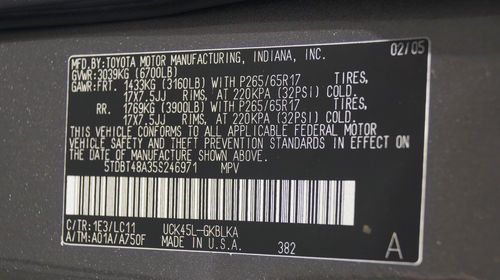 MFD.BY: TOYOTA MOTOR MANUFACTURING, INDIANA, INC. 02/05
GVWR: 3039KG (6700LB)
GAWR: FRT. 1433KG (3160LB) WITH P265/65R17 TIRES,
17X7.5JJ RIMS, AT 220KPA (32PSI) COLD.
RR. 1769KG (3900LB) WITH P265/65R17 TIRES,
17X7.5JJ RIMS, AT 220KPA (32PSI) COLD.
THIS VEHICLE CONFORMS TO ALL APPLICABLE FEDERAL MOTOR
VEHICLE SAFETY AND THEFT PREVENTION STANDARDS IN EFFECT
ON THE DATE OF MANUFACTURE SHOWN ABOVE.
5TDBT48A35S246971 MPV
C/TR: 1E3/LC11 UCK45L-GKBLKA
A/TM: A01A/A750F MADE IN U.S.A. 382 A